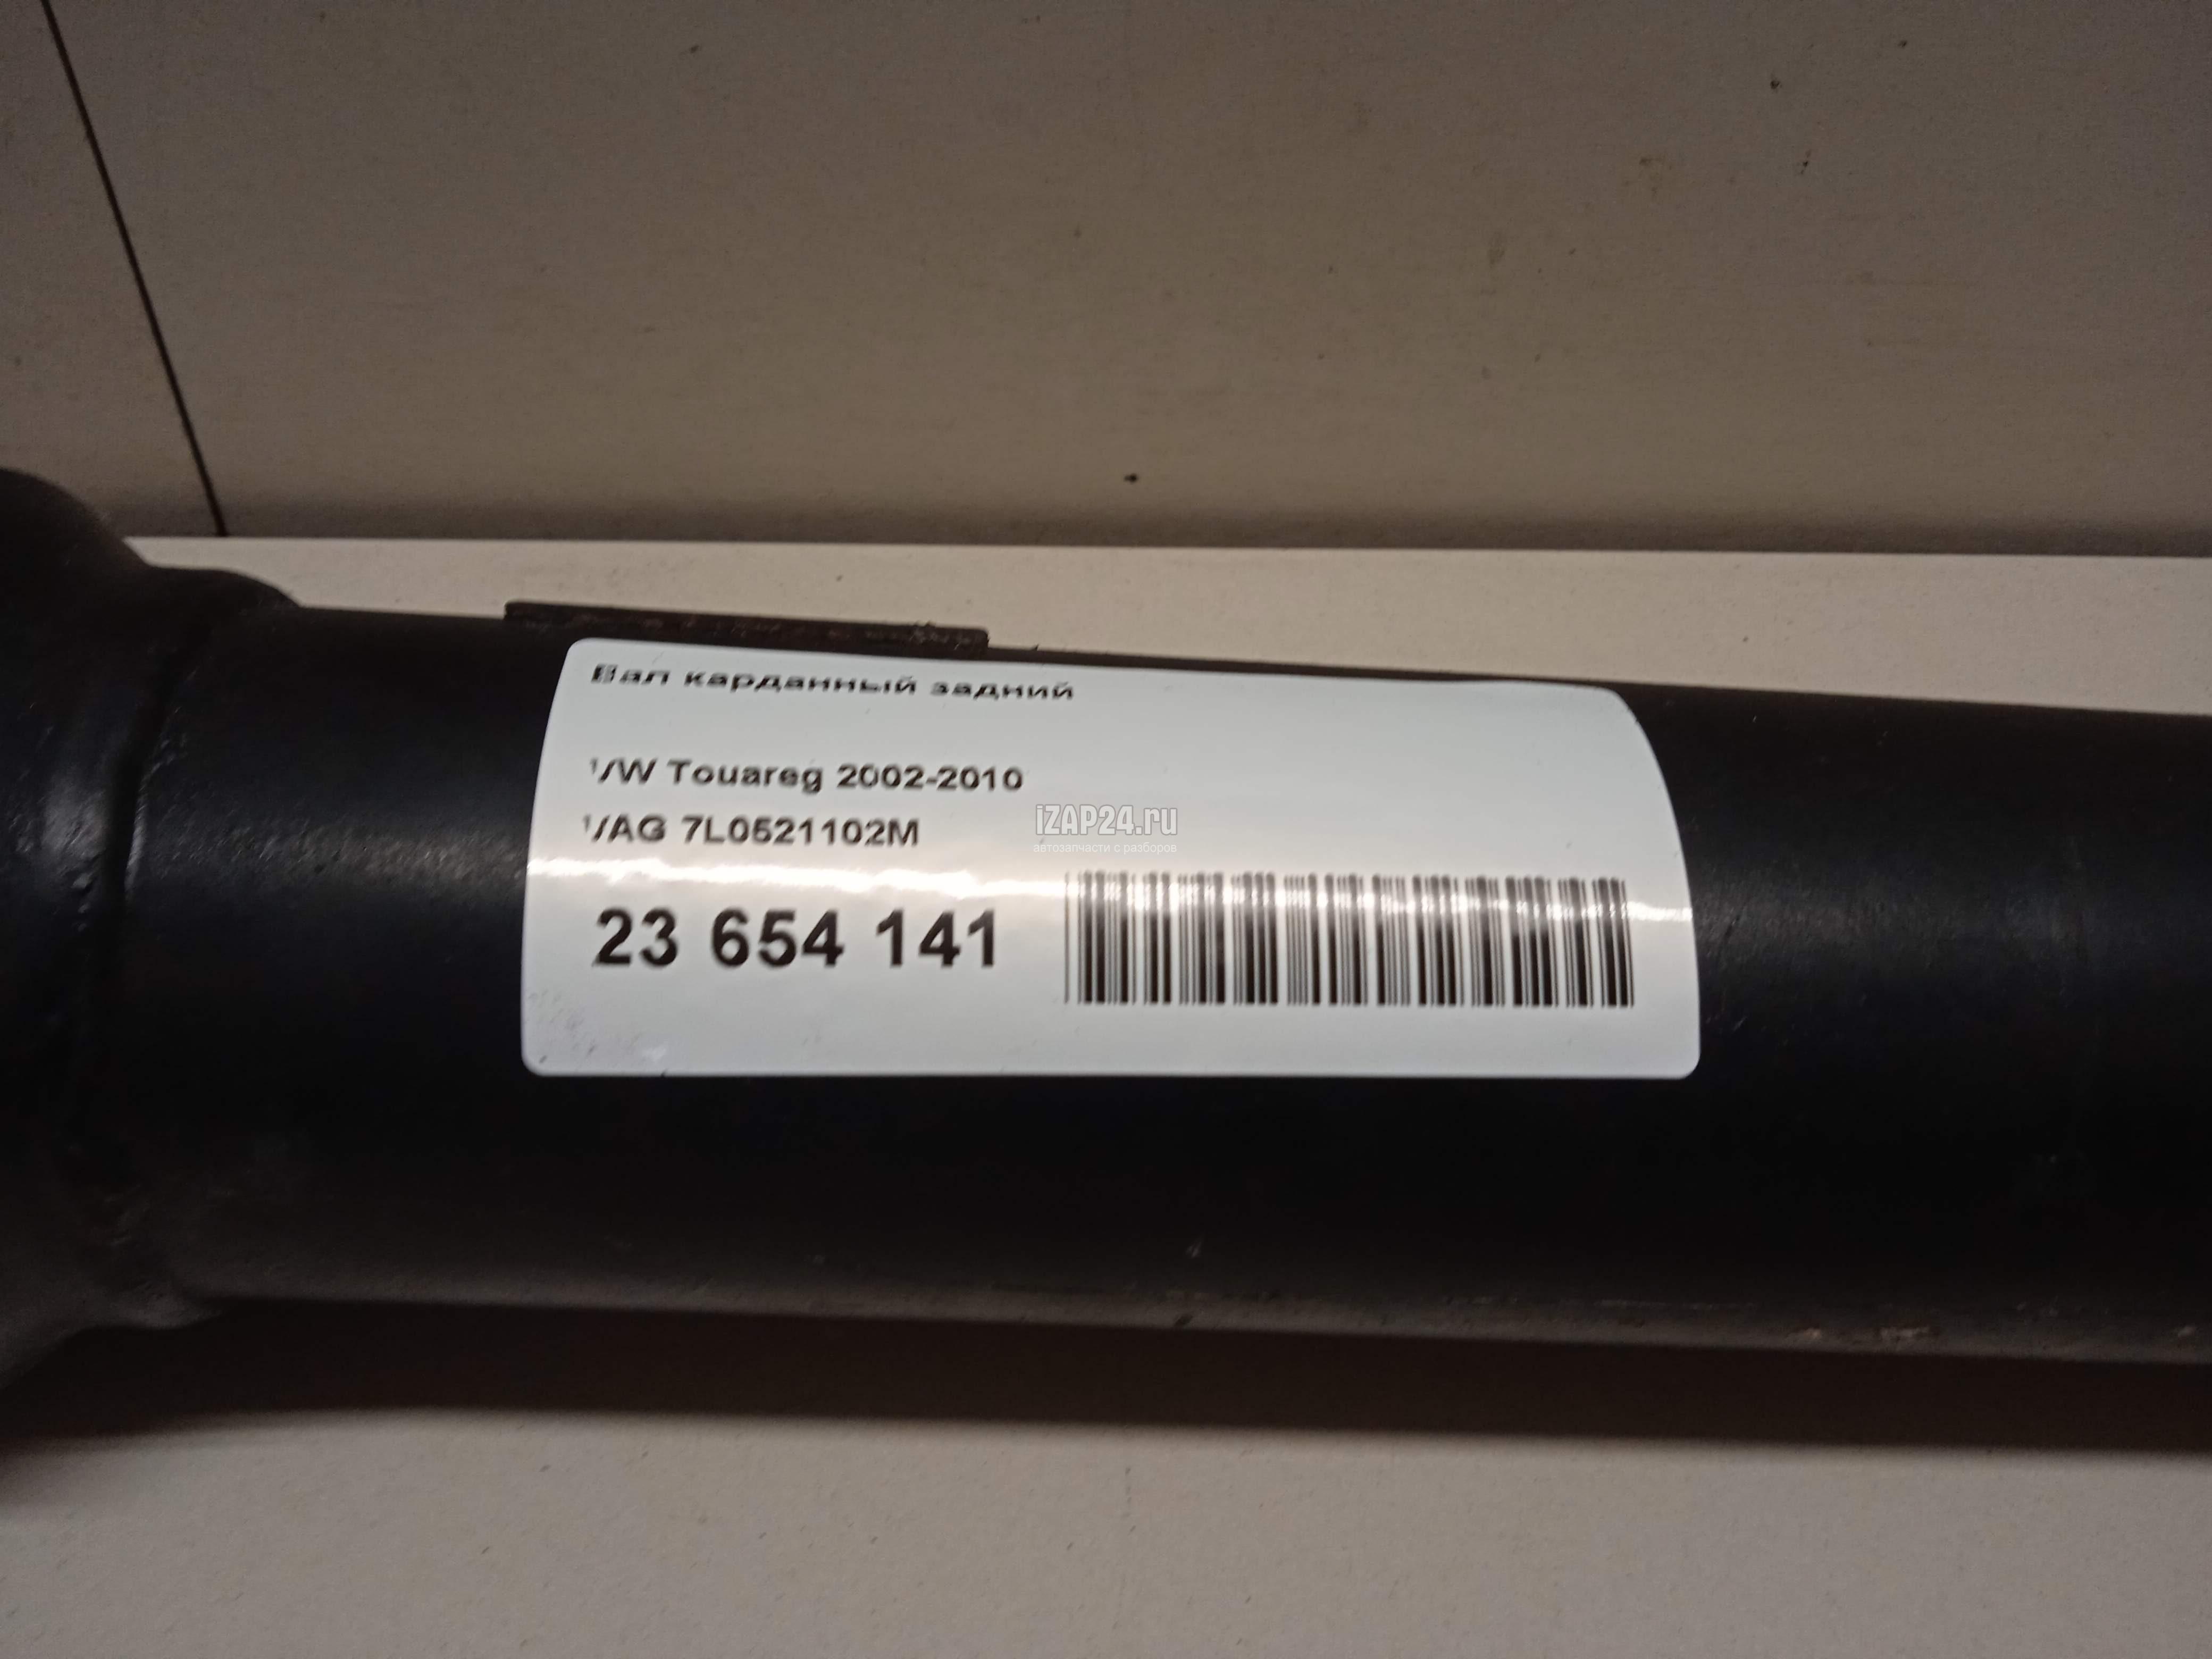 Вал карданный задний
VW Touareg 2002-2010
VAG 7L0521102M
iZAP24.ru
автозапчасти с разборов
23 654 141